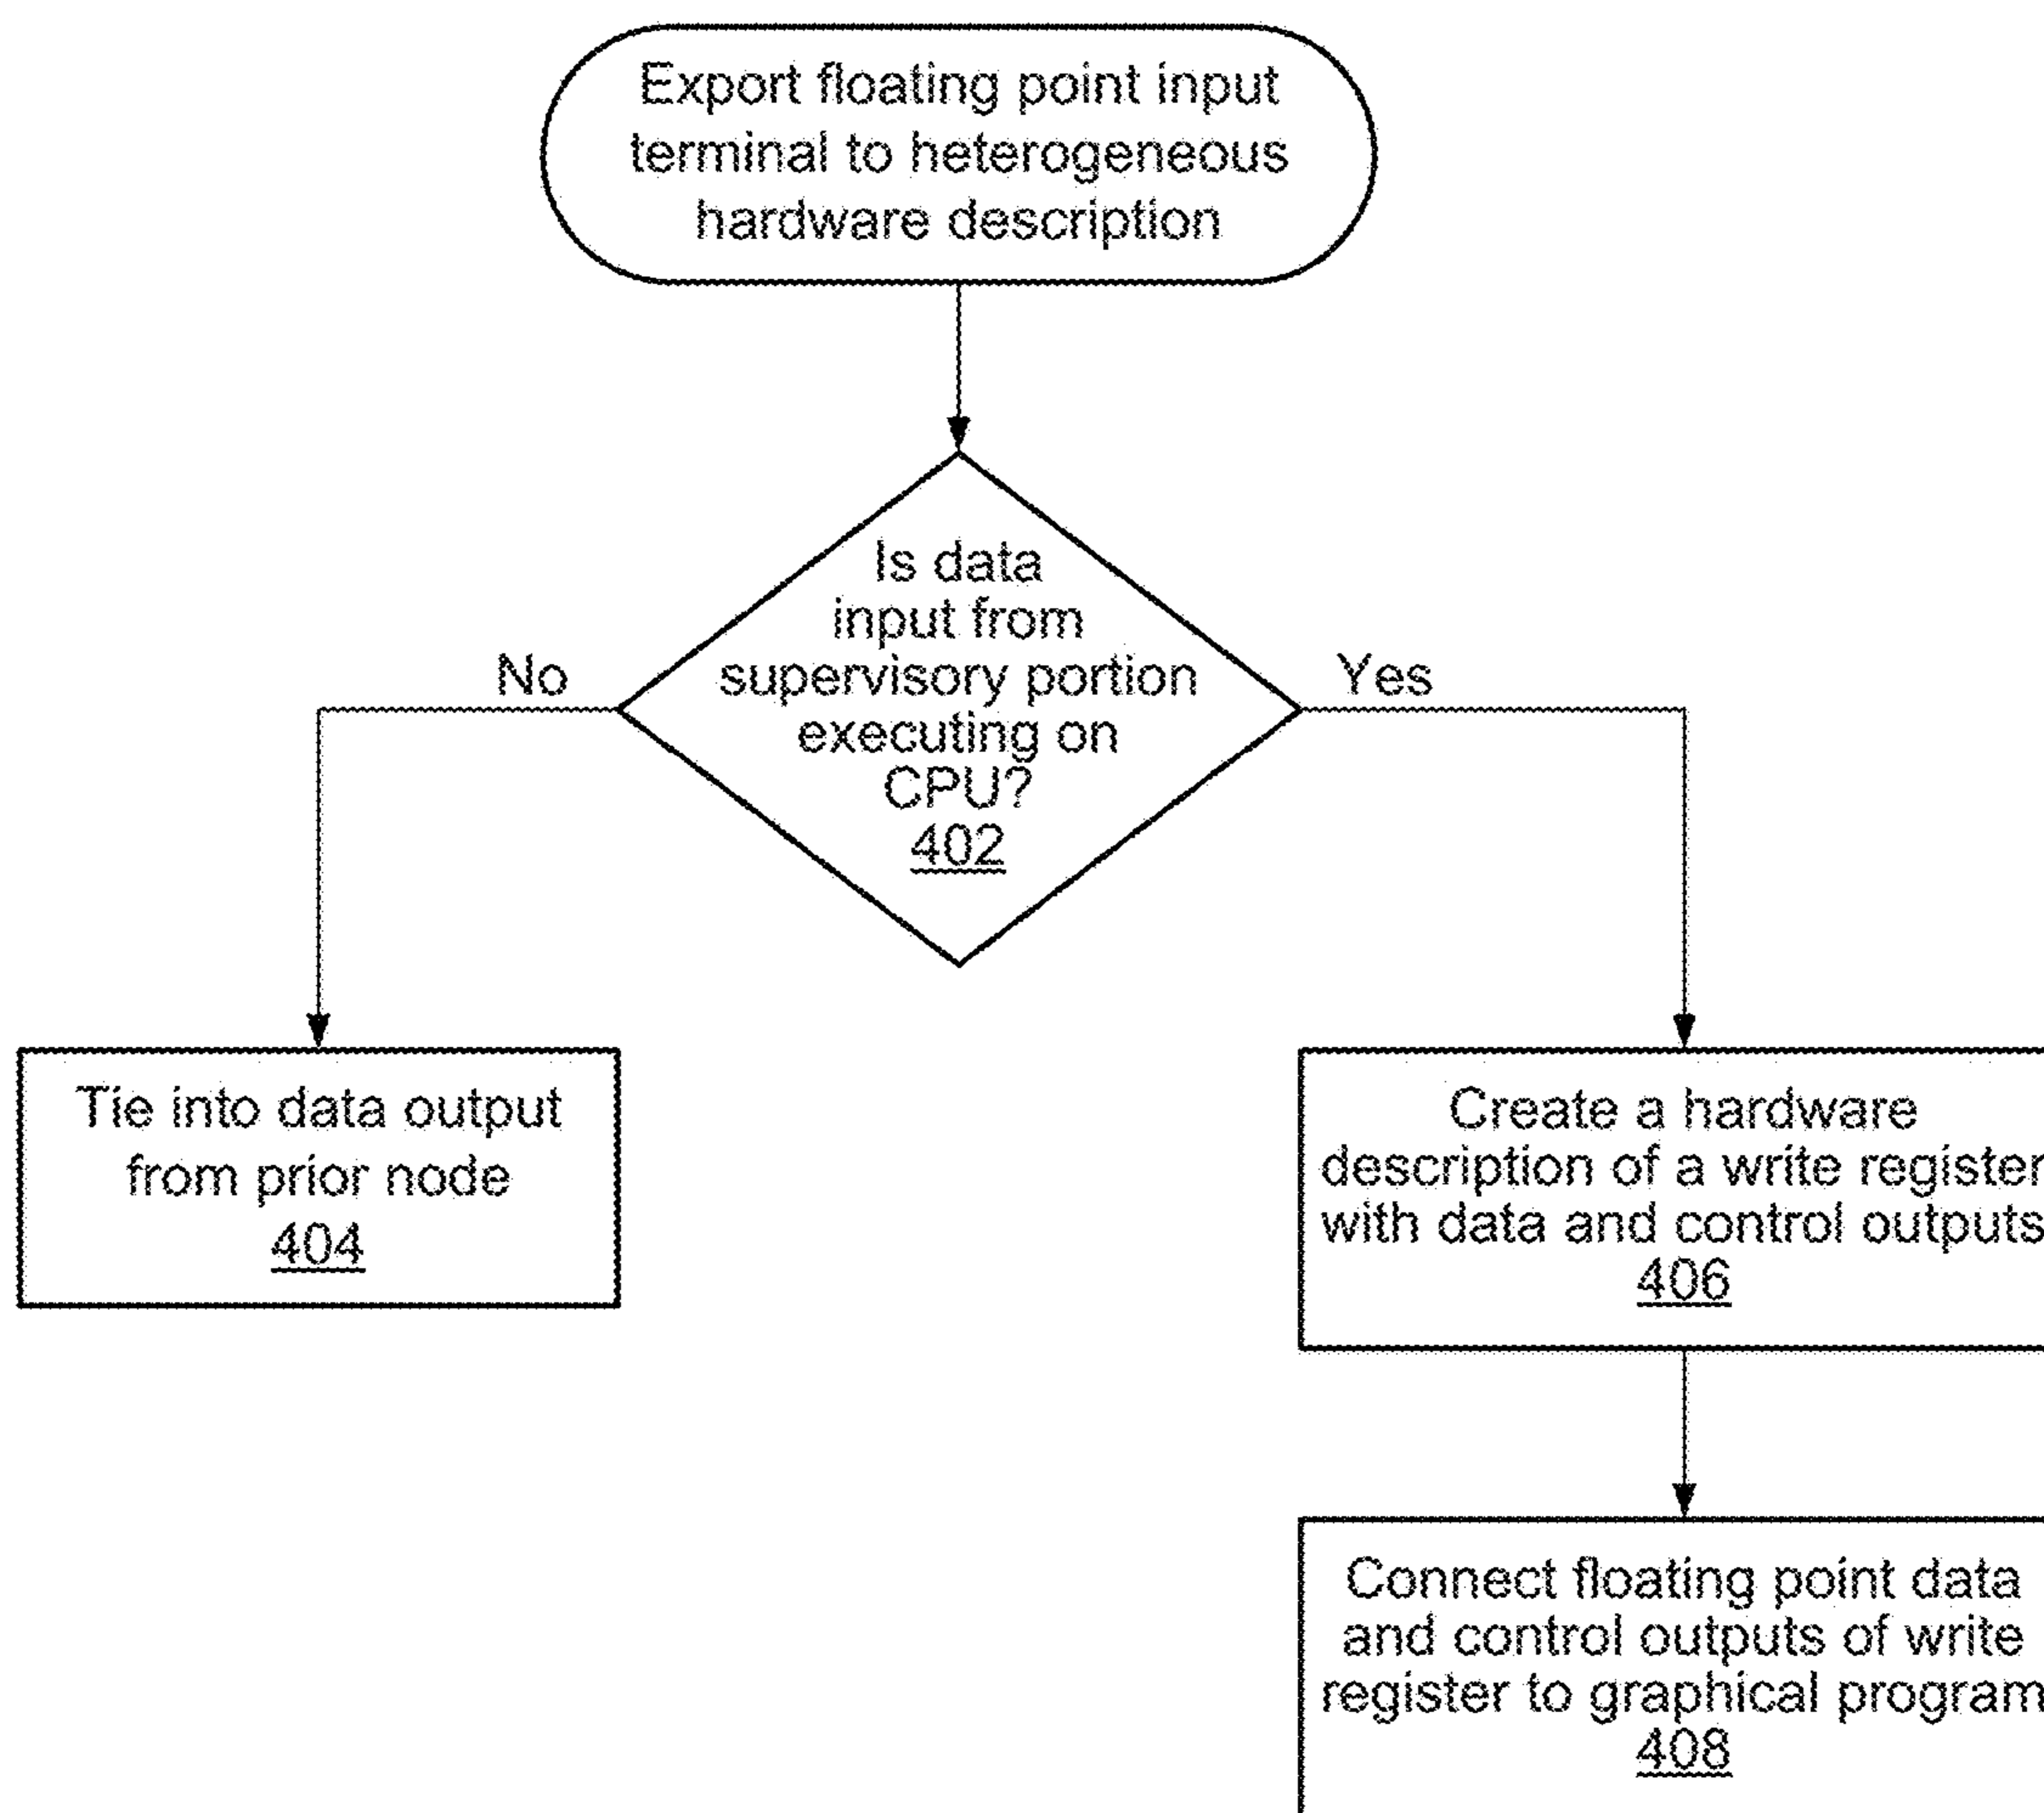 Export floating point input
terminal to heterogeneous
hardware description
Is data
input from
supervisory portion
executing on
CPU?
402
No
Yes
Tie into data output
from prior node
404
Create a hardware
description of a write register
with data and control outputs
406
Connect floating point data
and control outputs of write
register to graphical program
408